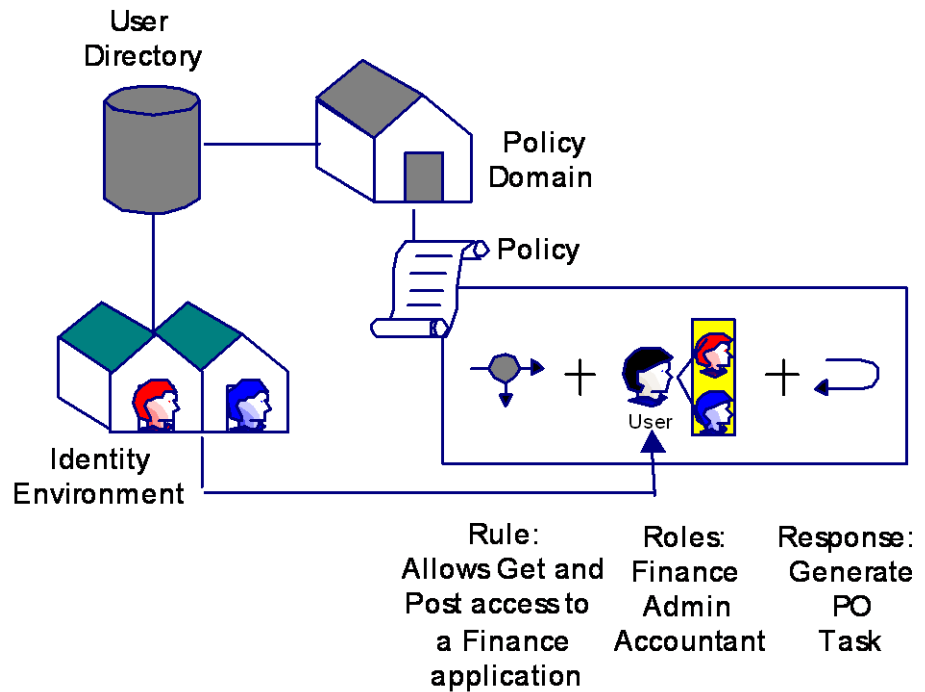 User
Directory
Policy
Domain
Policy
User
Identity
Environment
Rule:
Allows Get and
Post access to
a Finance
application
Roles:
Finance
Admin
Accountant
Response:
Generate
PO
Task